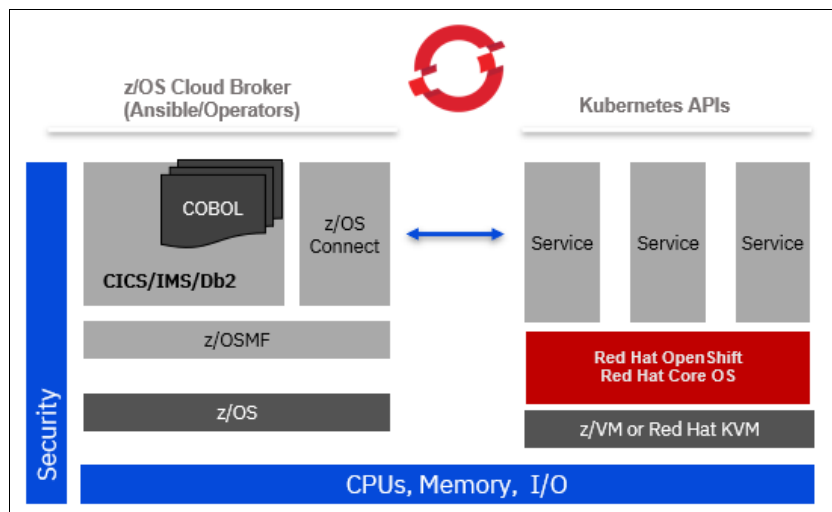 z/OS Cloud Broker
(Ansible/Operators)
Kubernetes APIs
Security
COBOL
CICS/IMS/Db2
z/OS
Connect
Service
Service
Service
z/OSMF
z/OS
Red Hat OpenShift
Red Hat Core OS
z/VM or Red Hat KVM
CPUs, Memory, I/O